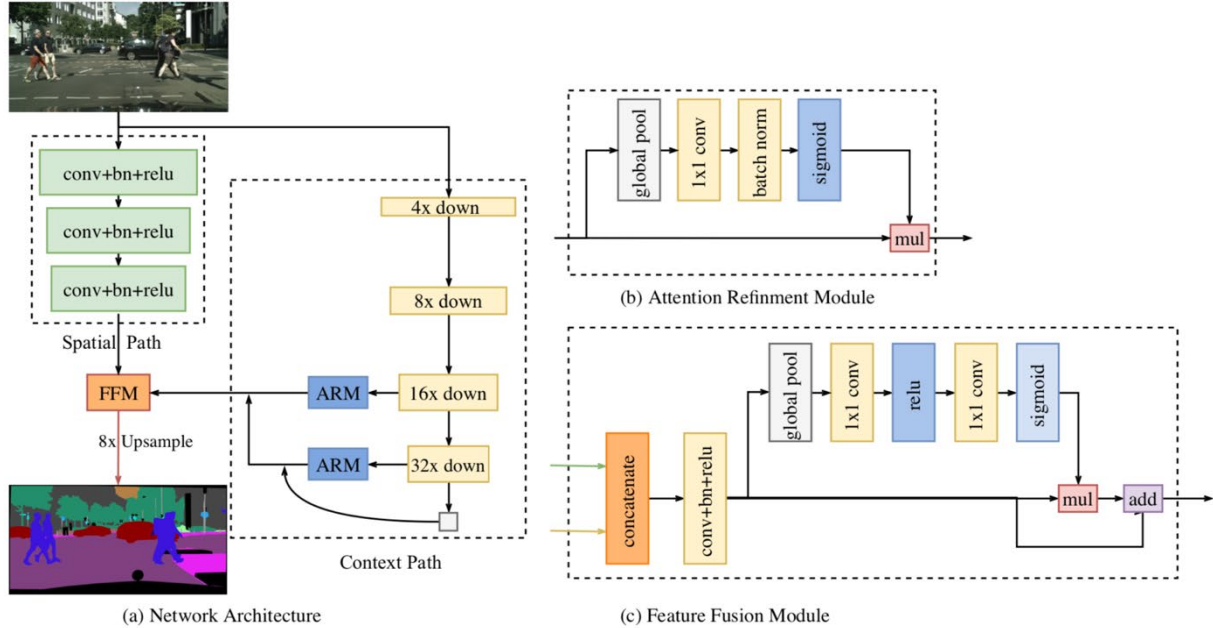 conv+bn+relu
conv+bn+relu
conv+bn+relu
Spatial Path
FFM
8x Upsample
4x down
8x down
ARM
16x down
ARM
32x down
Context Path
(a) Network Architecture
global pool
1x1 conv
batch norm
sigmoid
mul
(b) Attention Refinment Module
global pool
1x1 conv
relu
1x1 conv
sigmoid
concatenate
conv+bn+relu
mul
add
(c) Feature Fusion Module